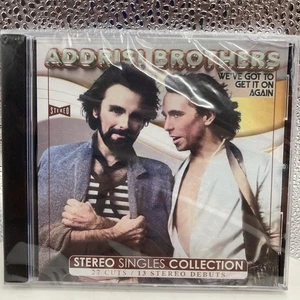 ADDRISI BROTHERS
WE'VE GOT TO
GET IT ON
AGAIN
STEREO
STEREO SINGLES COLLECTION
22 CUTS / 13 STEREO DEBUTS